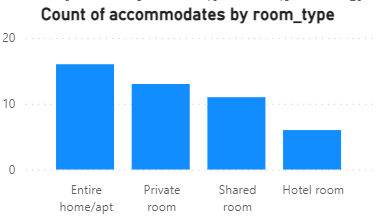 Count of accommodates by room_type
20
10
0
Entire
home/apt
Private
room
Shared
room
Hotel room